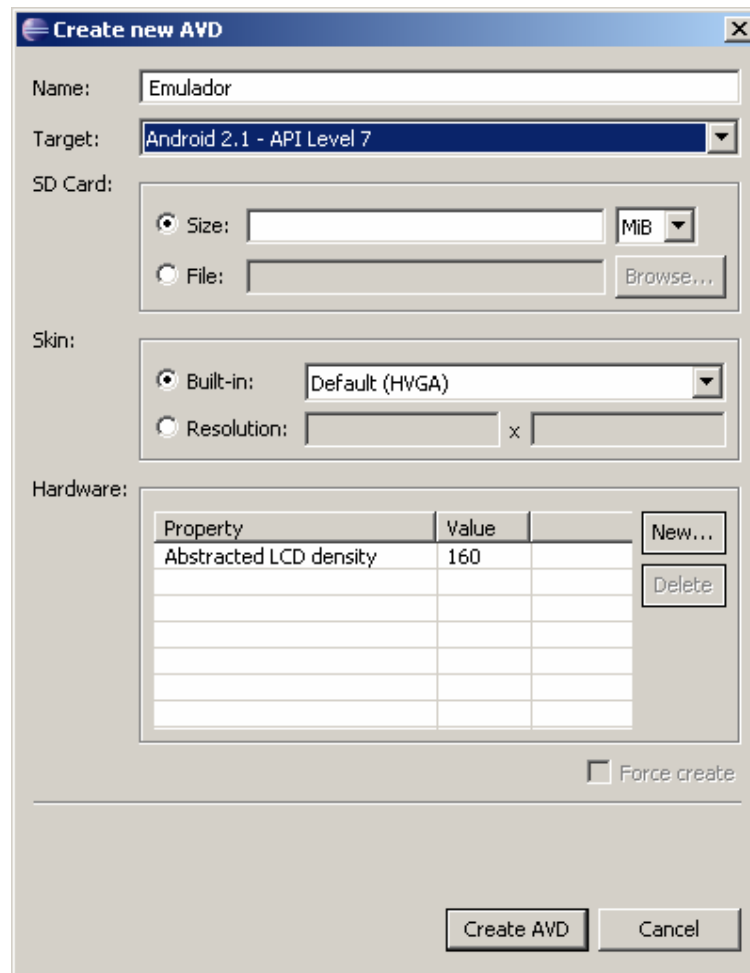 Create new AVD
Name: Emulador
Target: Android 2.1 - API Level 7
SD Card:
Size: MiB
File: Browse...
Skin:
Built-in: Default (HVGA)
Resolution: x
Hardware:
Property Value New...
Abstracted LCD density 160
Delete
Force create
Create AVD Cancel